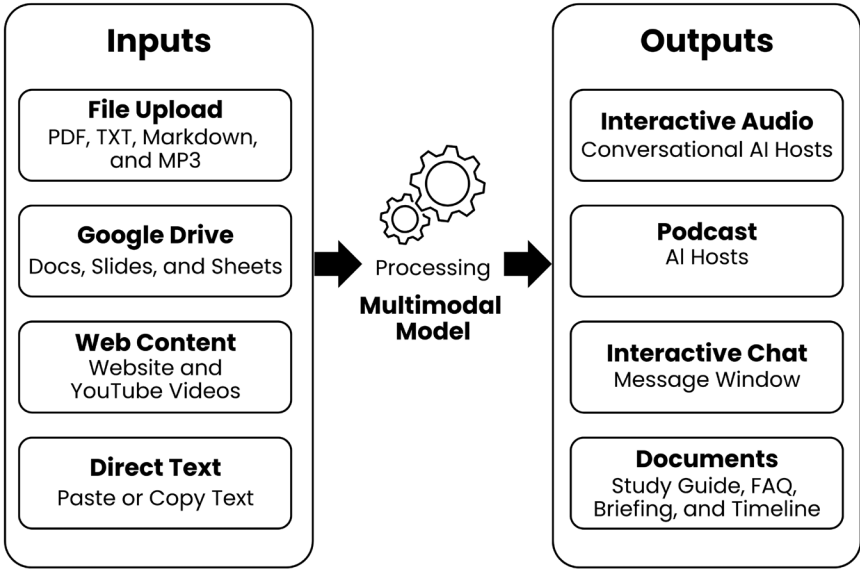 Inputs
File Upload
PDF, TXT, Markdown,
and MP3
Google Drive
Docs, Slides, and Sheets
Web Content
Website and
YouTube Videos
Direct Text
Paste or Copy Text
Processing
Multimodal
Model
Outputs
Interactive Audio
Conversational AI Hosts
Podcast
AI Hosts
Interactive Chat
Message Window
Documents
Study Guide, FAQ,
Briefing, and Timeline